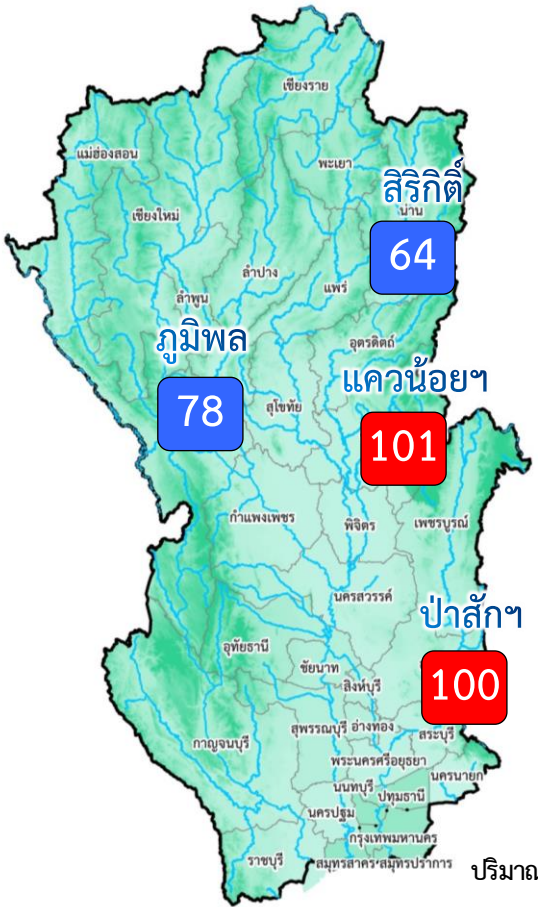 เชียงราย
แม่ฮ่องสอน
พะเยา
สิริกิติ์
น่าน
เชียงใหม่
64
ลำปาง
แพร่
ลำพูน
ภูมิพล
อุตรดิตถ์
แควน้อยฯ
78
สุโขทัย
101
กำแพงเพชร
พิจิตร
เพชรบูรณ์
นครสวรรค์
ป่าสักฯ
อุทัยธานี
ชัยนาท
สิงห์บุรี
100
สุพรรณบุรี อ่างทอง
สระบุรี
กาญจนบุรี
พระนครศรีอยุธยา
นครนายก
นนทบุรี
ปทุมธานี
นครปฐม
กรุงเทพมหานคร
ราชบุรี
สมุทรสาคร สมุทรปราการ
ปริมาณ